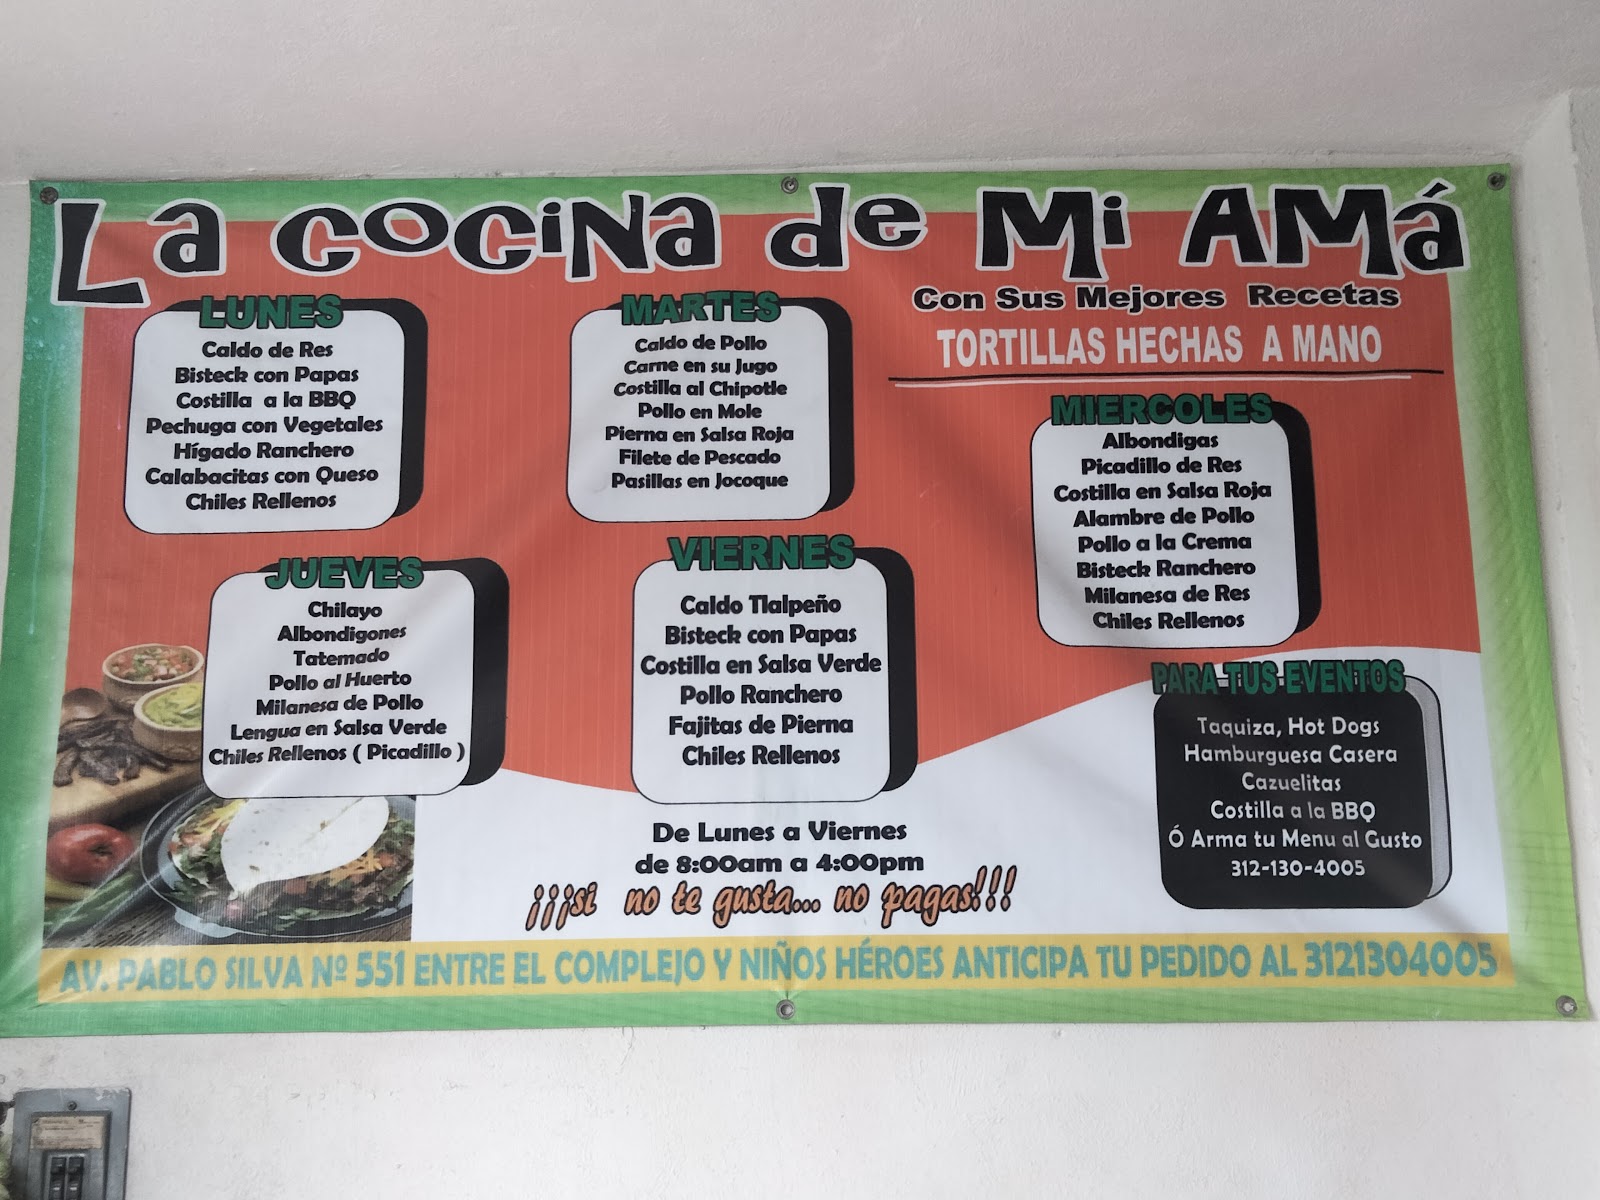 La Cocina de Mi Amá
Con Sus Mejores Recetas
TORTILLAS HECHAS A MANO
LUNES
Caldo de Res
Bisteck con Papas
Costilla a la BBQ
Pechuga con Vegetales
Hígado Ranchero
Calabacitas con Queso
Chiles Rellenos
MARTES
Caldo de Pollo
Carne en su Jugo
Costilla al Chipotle
Pollo en Mole
Pierna en Salsa Roja
Filete de Pescado
Pasillas en Jocoque
MIERCOLES
Albondigas
Picadillo de Res
Costilla en Salsa Roja
Alambre de Pollo
Pollo a la Crema
Bisteck Ranchero
Milanesa de Res
Chiles Rellenos
JUEVES
Chilayo
Albondigones
Tatemado
Pollo al Huerto
Milanesa de Pollo
Lengua en Salsa Verde
Chiles Rellenos ( Picadillo )
VIERNES
Caldo Tlalpeño
Bisteck con Papas
Costilla en Salsa Verde
Pollo Ranchero
Fajitas de Pierna
Chiles Rellenos
PARA TUS EVENTOS
Taquiza, Hot Dogs
Hamburguesa Casera
Cazuelitas
Costilla a la BBQ
Ó Arma tu Menu al Gusto
312-130-4005
De Lunes a Viernes
de 8:00am a 4:00pm
¡¡¡si no te gusta... no pagas!!!
AV. PABLO SILVA Nº 551 ENTRE EL COMPLEJO Y NIÑOS HÉROES ANTICIPA TU PEDIDO AL 3121304005